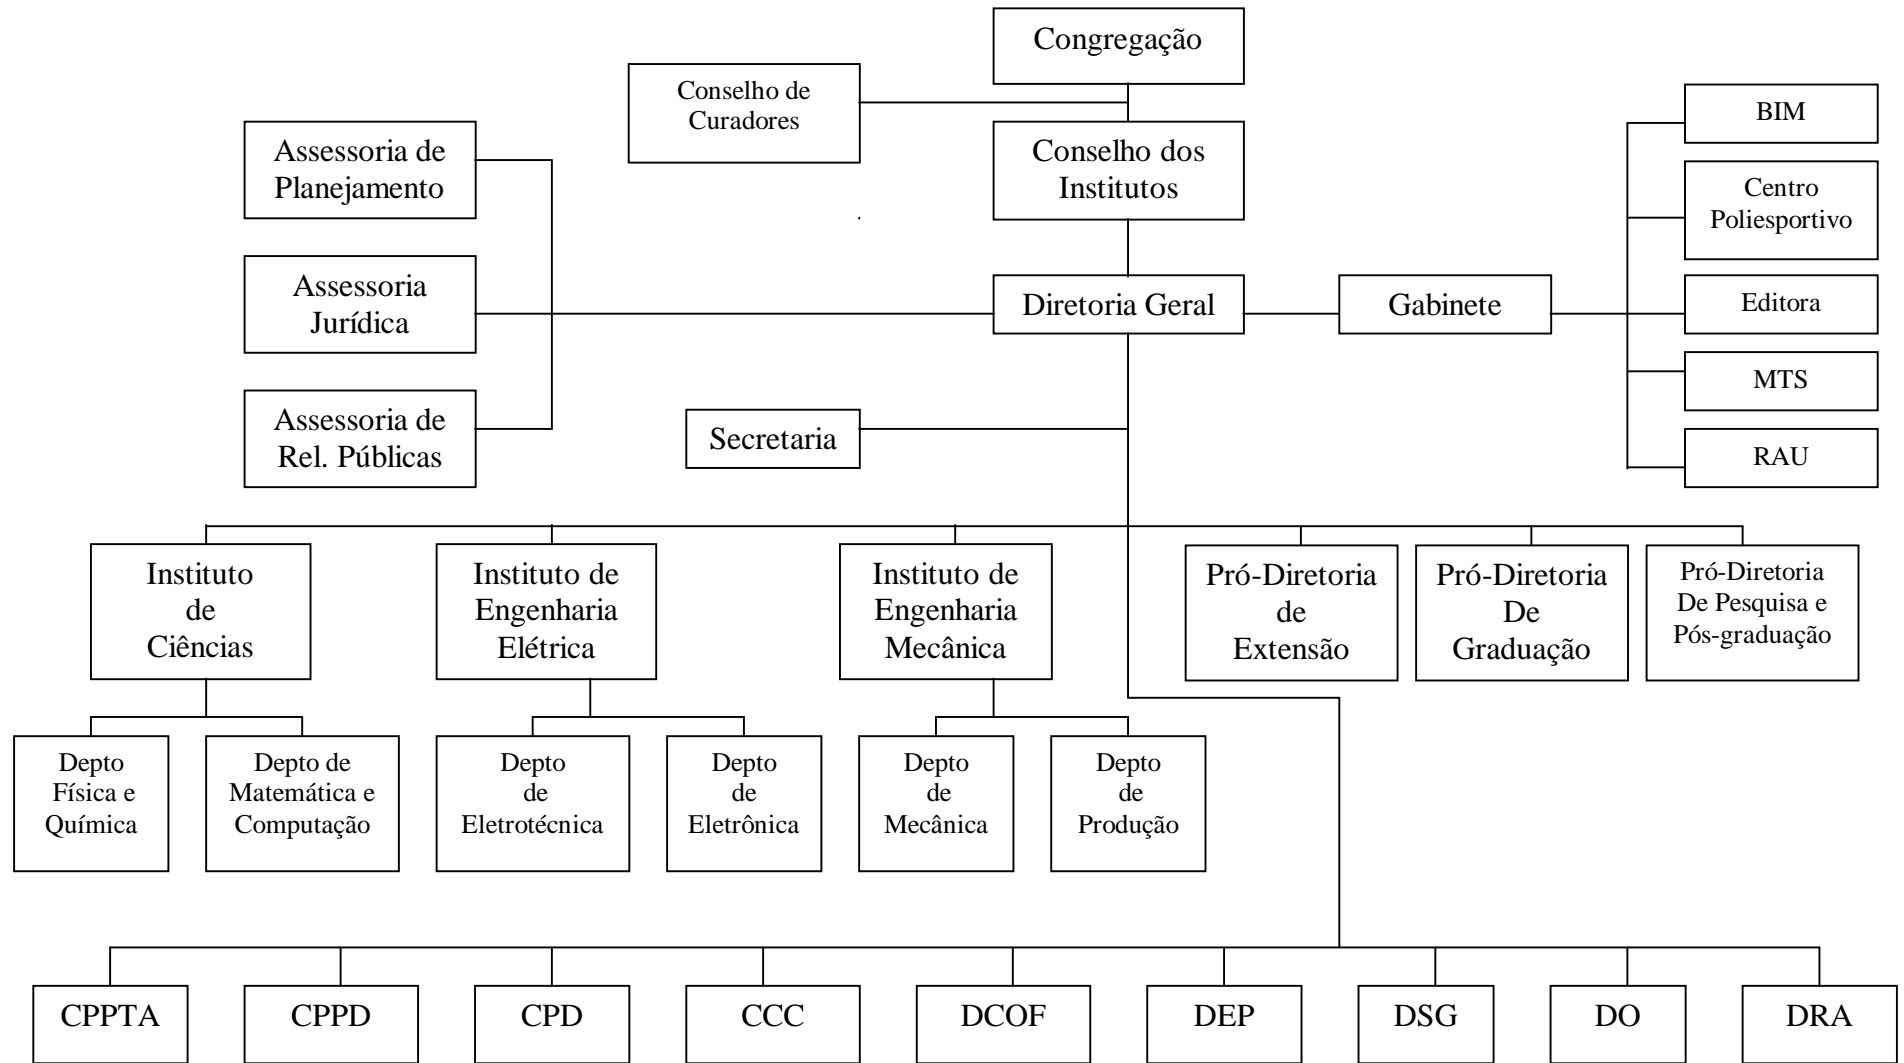 Congregação
Conselho de
Curadores
BIM
Assessoria de
Planejamento
Conselho dos
Institutos
Centro
Poliesportivo
Assessoria
Jurídica
Diretoria Geral
Gabinete
Editora
MTS
Assessoria de
Rel. Públicas
Secretaria
RAU
Instituto
de
Ciências
Instituto de
Engenharia
Elétrica
Instituto de
Engenharia
Mecânica
Pró-Diretoria
de
Extensão
Pró-Diretoria
De
Graduação
Pró-Diretoria
De Pesquisa e
Pós-graduação
Depto
Física e
Química
Depto de
Matemática e
Computação
Depto
de
Eletrotécnica
Depto
de
Eletrônica
Depto
de
Mecânica
Depto
de
Produção
CPPTA
CPPD
CPD
CCC
DCOF
DEP
DSG
DO
DRA